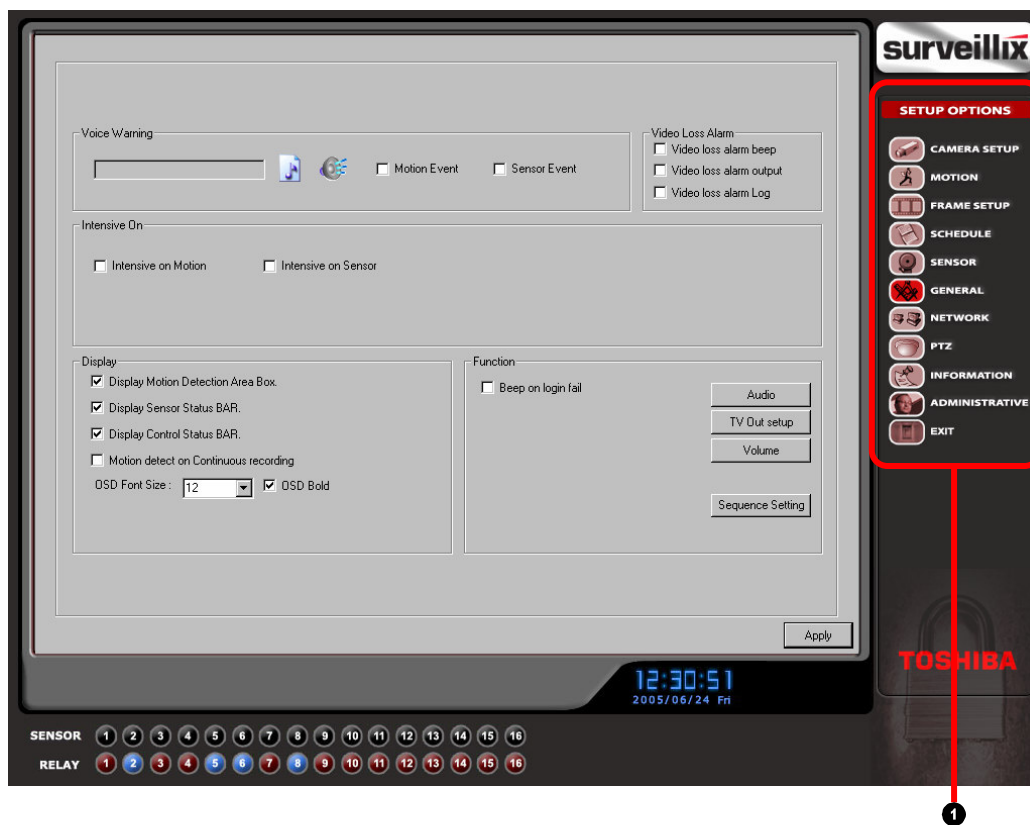 surveillix
SETUP OPTIONS
CAMERA SETUP
MOTION
FRAME SETUP
SCHEDULE
SENSOR
GENERAL
NETWORK
PTZ
INFORMATION
ADMINISTRATIVE
EXIT
Voice Warning
Motion Event
Sensor Event
Video Loss Alarm
Video loss alarm beep
Video loss alarm output
Video loss alarm Log
Intensive On
Intensive on Motion
Intensive on Sensor
Display
Display Motion Detection Area Box.
Display Sensor Status BAR.
Display Control Status BAR.
Motion detect on Continuous recording
OSD Font Size : 12 OSD Bold
Function
Beep on login fail
Audio
TV Out setup
Volume
Sequence Setting
Apply
TOSHIBA
12:30:51
2005/06/24 Fri
SENSOR 1 2 3 4 5 6 7 8 9 10 11 12 13 14 15 16
RELAY 1 2 3 4 5 6 7 8 9 10 11 12 13 14 15 16
1